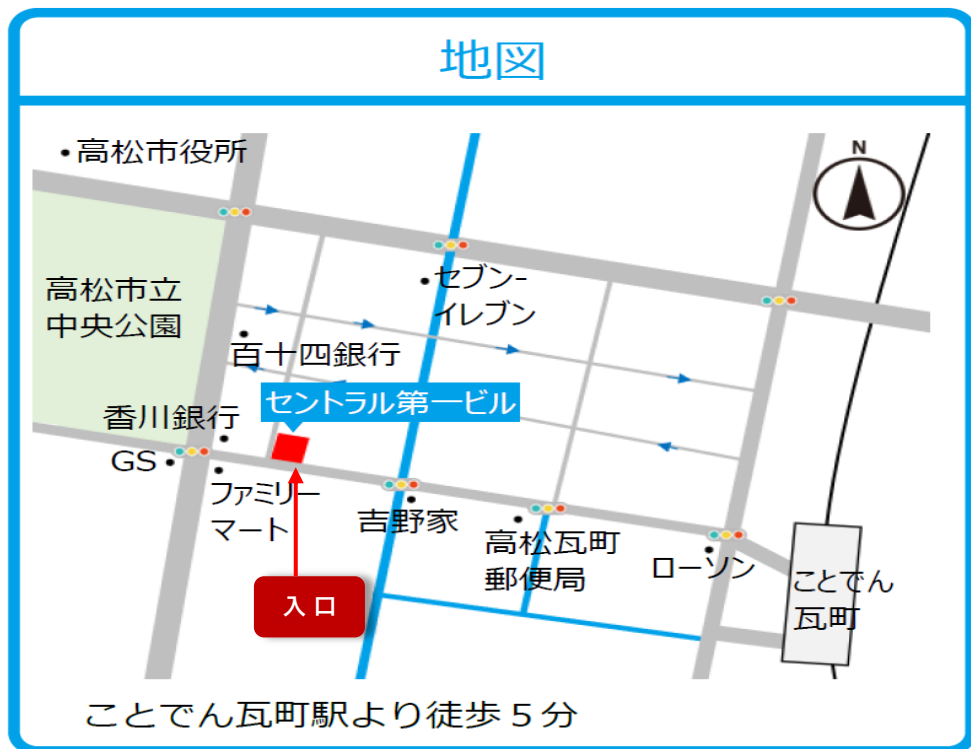 地図
・高松市役所
N
高松市立
中央公園
セブン-
イレブン
百十四銀行
セントラル第一ビル
香川銀行
GS
ファミリー
マート
吉野家
高松瓦町
郵便局
ローソン
ことでん
瓦町
入口
ことでん瓦町駅より徒歩５分